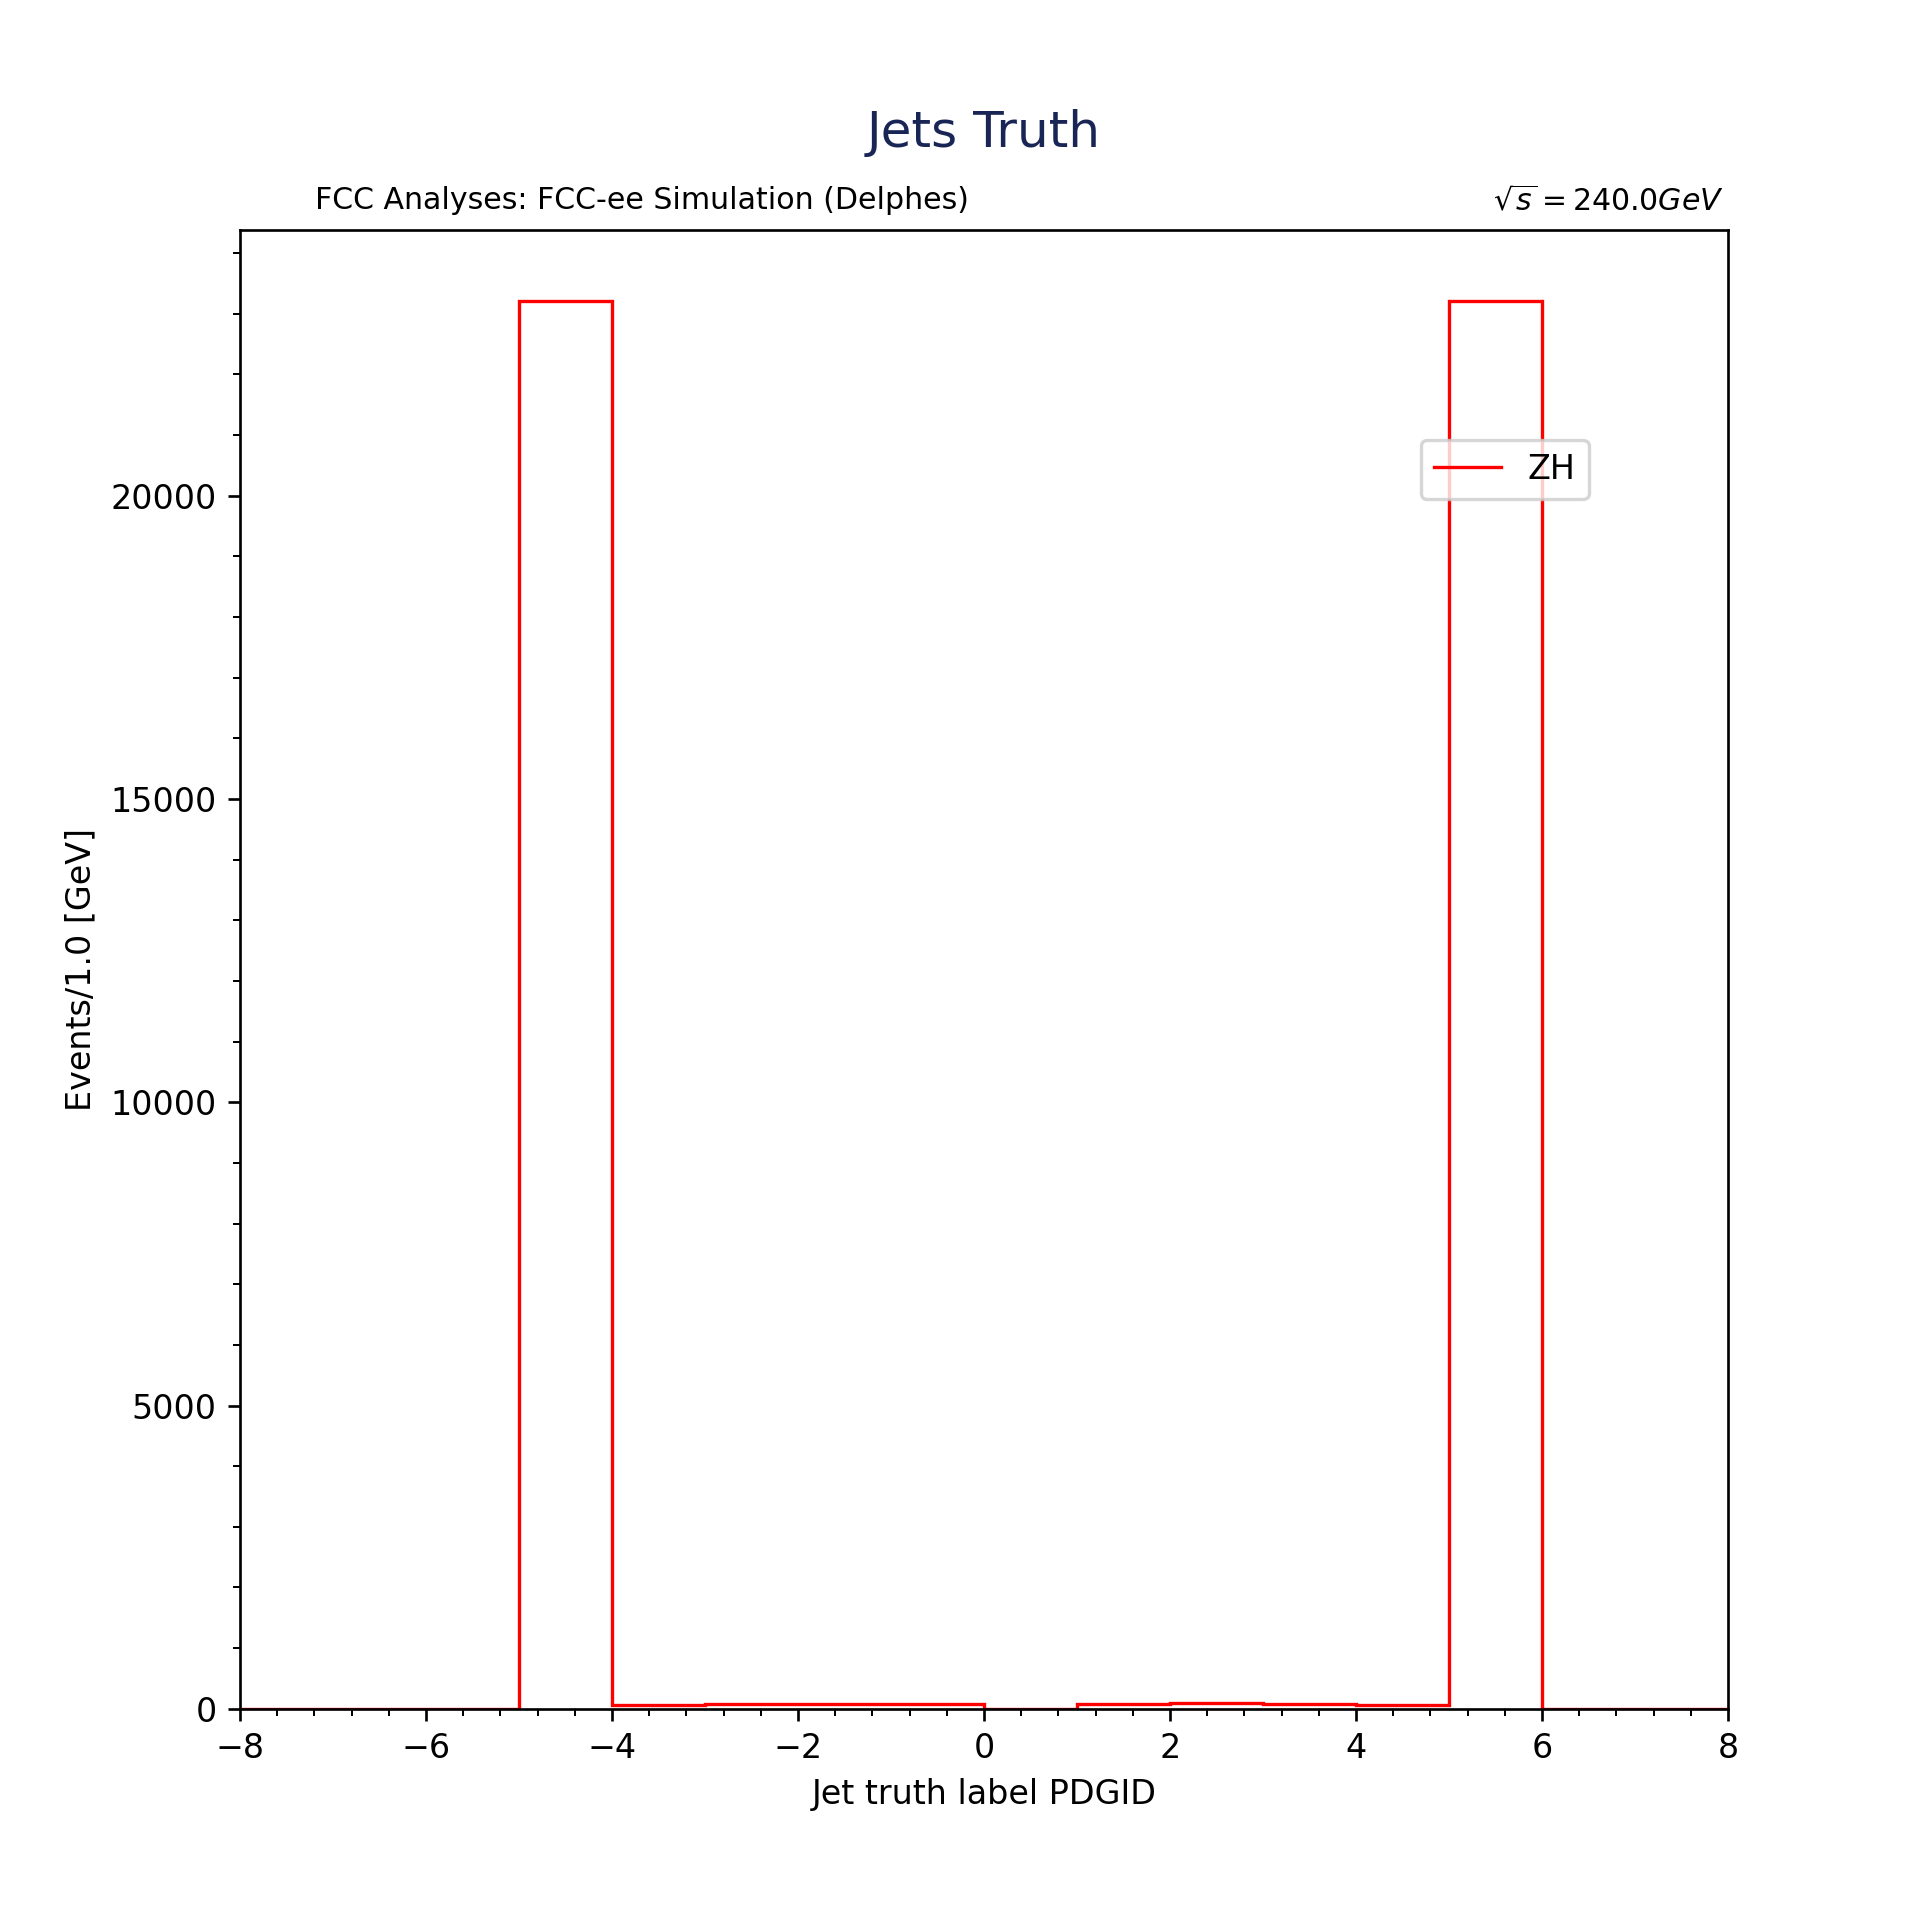 Jets Truth
FCC Analyses: FCC-ee Simulation (Delphes)
√s = 240.0GeV
ZH
20000
15000
10000
5000
0
Events/1.0 [GeV]
−8 −6 −4 −2 0 2 4 6 8
Jet truth label PDGID